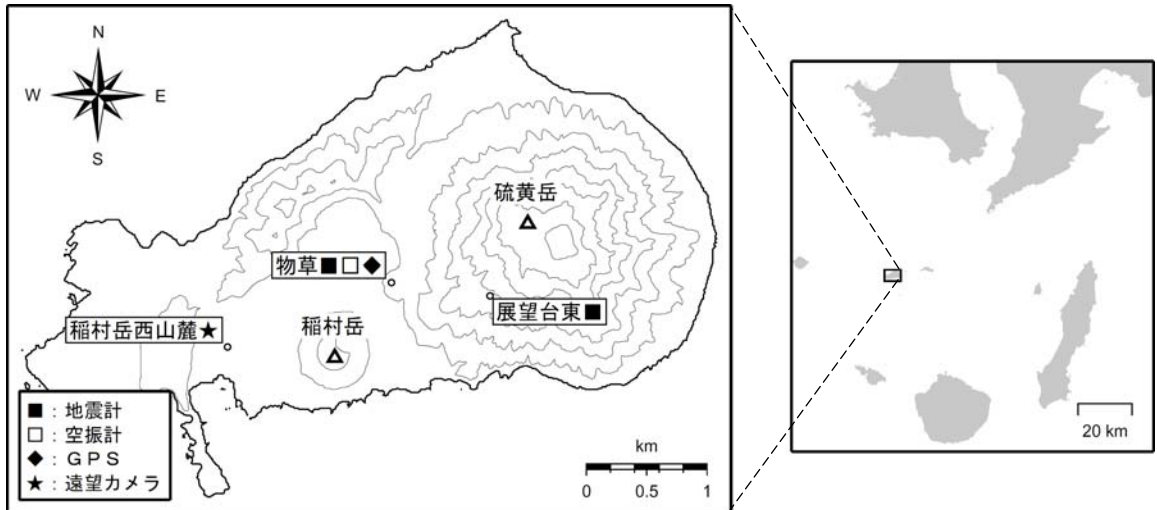 N
W
E
S
硫黄岳
物草■□◆
展望台東■
稲村岳西山麓★
稲村岳
■：地震計
□：空振計
◆：ＧＰＳ
★：遠望カメラ
km
0 0.5 1
20 km